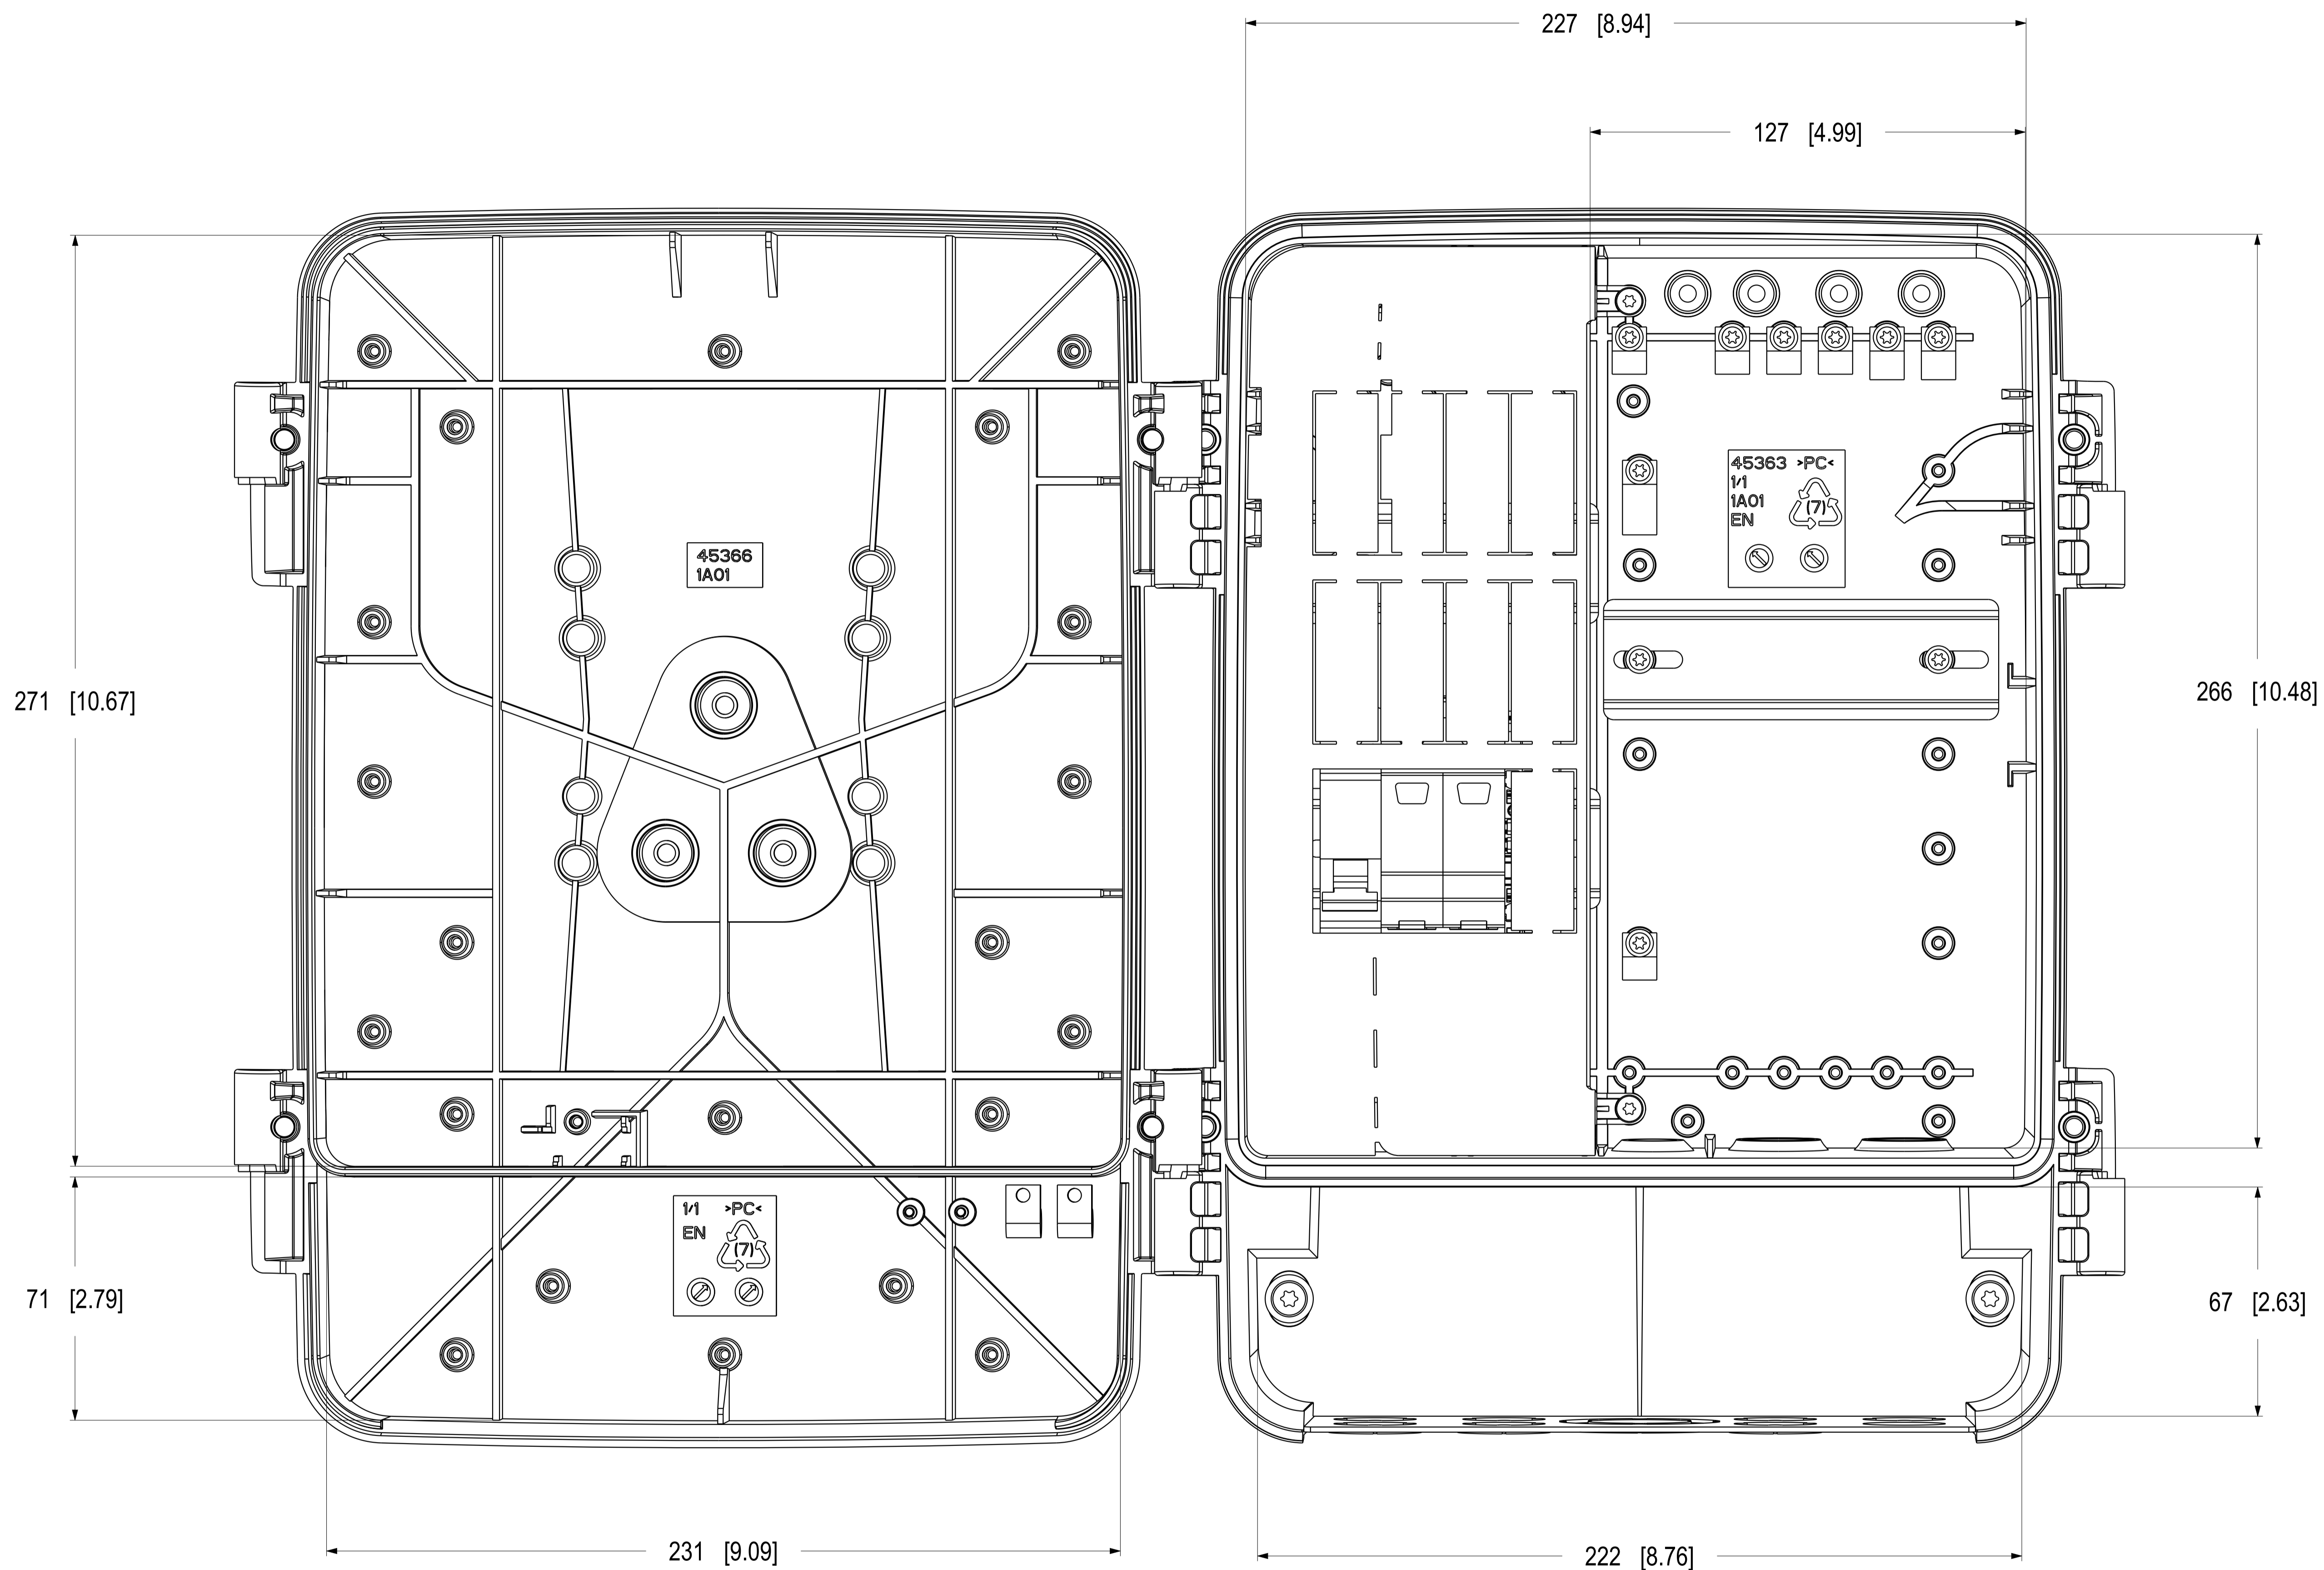 227 [8.94]
127 [4.99]
45363 >PC<
1/1
1A01
(7)
EN
45366
1A01
271 [10.67]
266 [10.48]
1/1 >PC<
EN
(7)
71 [2.79]
67 [2.63]
231 [9.09]
222 [8.76]